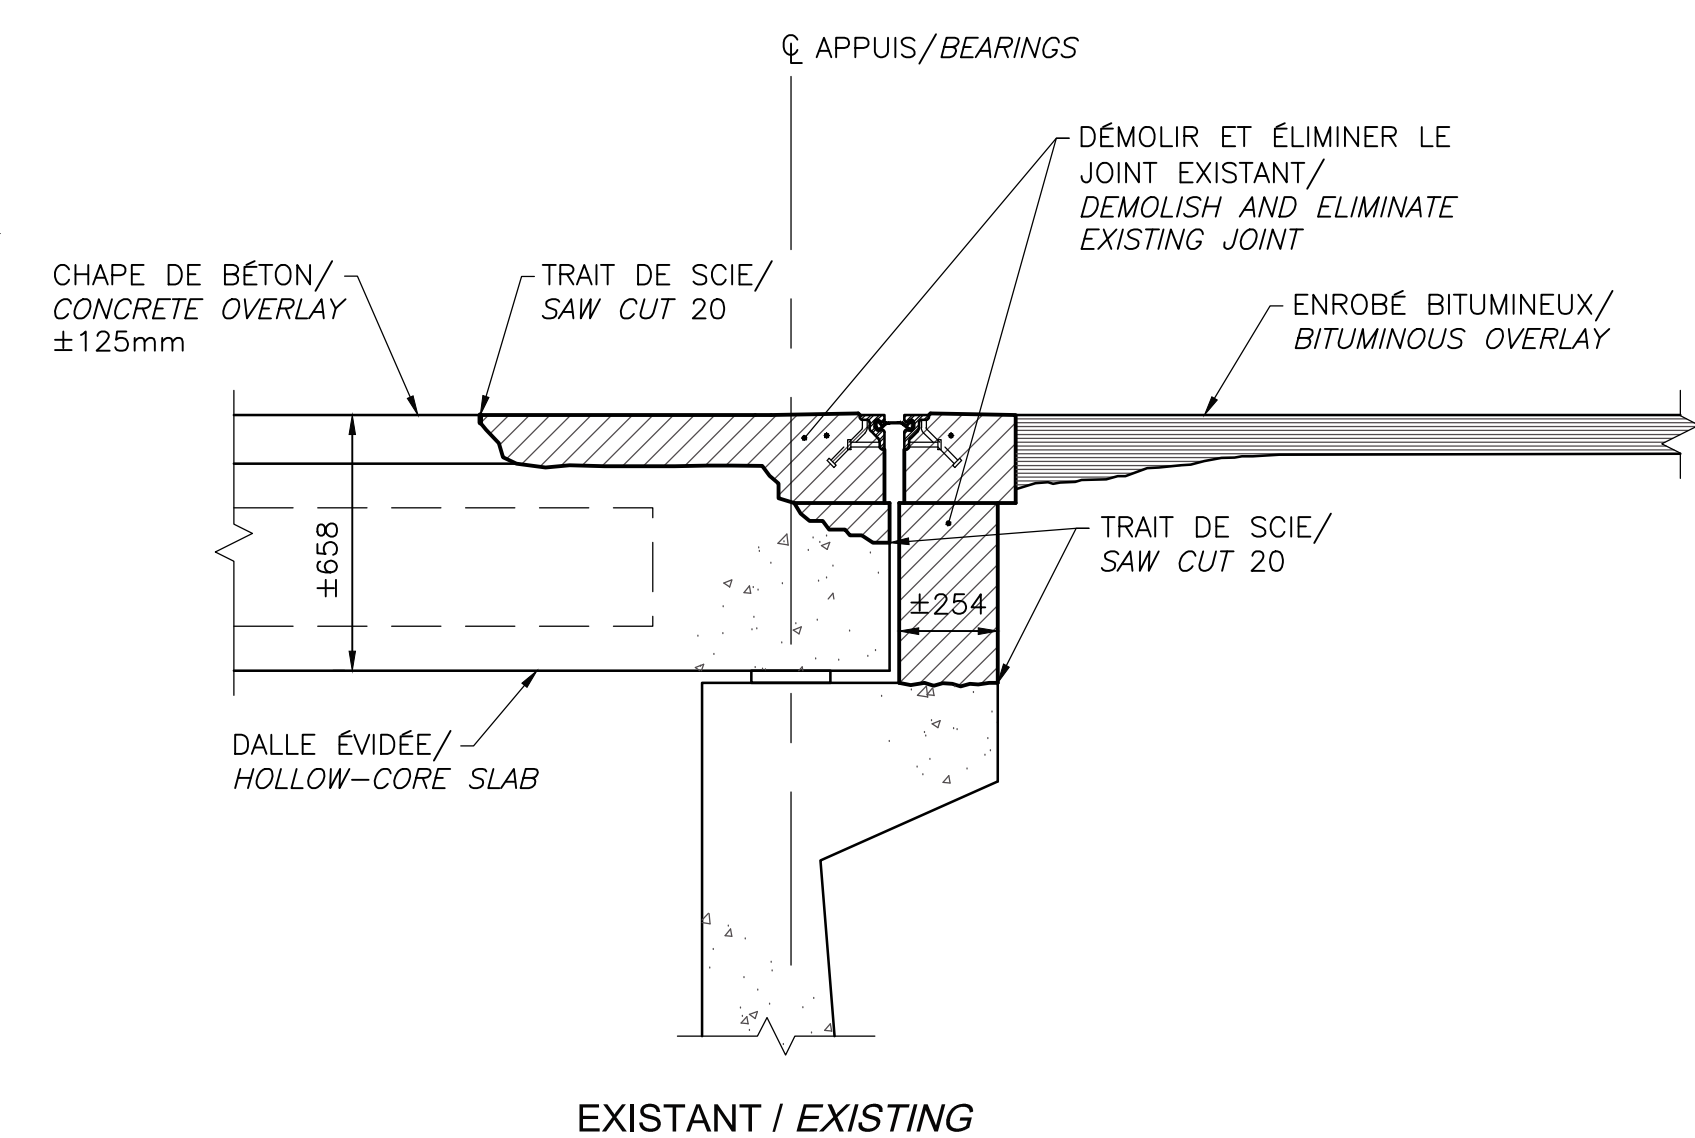 ℄ APPUIS/BEARINGS
DÉMOLIR ET ÉLIMINER LE
JOINT EXISTANT/
DEMOLISH AND ELIMINATE
EXISTING JOINT
CHAPE DE BÉTON/
CONCRETE OVERLAY
±125mm
TRAIT DE SCIE/
SAW CUT 20
ENROBÉ BITUMINEUX/
BITUMINOUS OVERLAY
±658
TRAIT DE SCIE/
SAW CUT 20
±254
DALLE ÉVIDÉE/
HOLLOW-CORE SLAB
EXISTANT / EXISTING